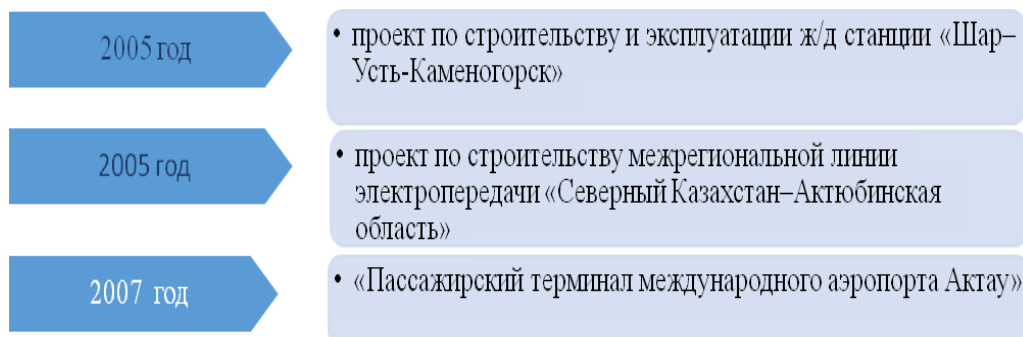 2005 год
• проект по строительству и эксплуатации ж/д станции «Шар–
Усть-Каменогорск»
2005 год
• проект по строительству межрегиональной линии
электропередачи «Северный Казахстан–Актюбинская
область»
2007 год
• «Пассажирский терминал международного аэропорта Актау»